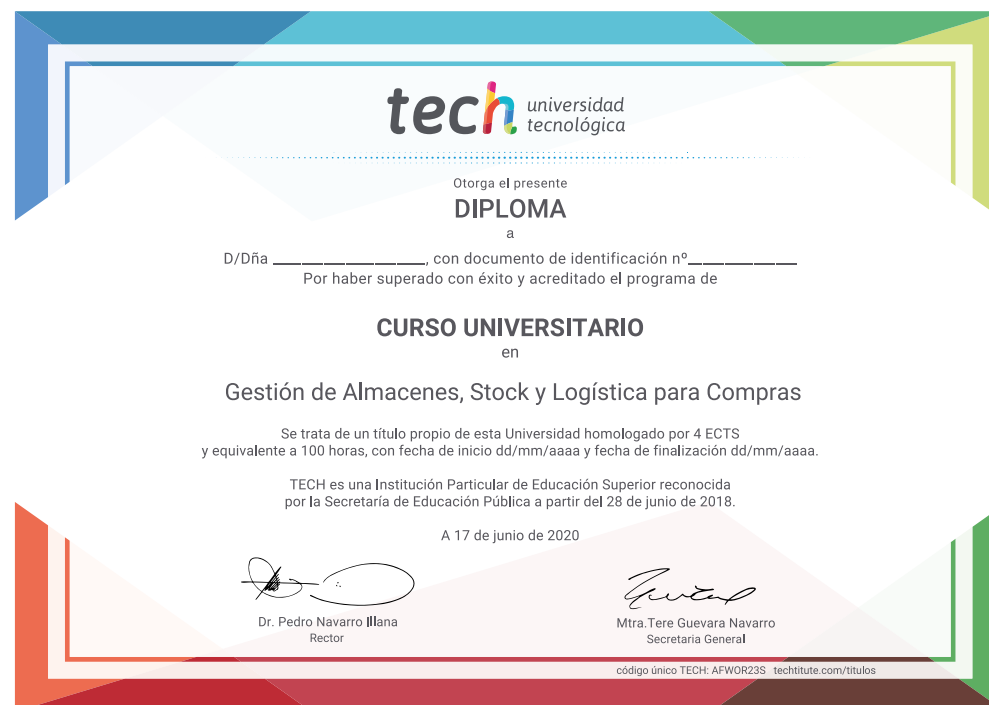 tech universidad
tecnológica
Otorga el presente
DIPLOMA
a
D/Dña ____________________, con documento de identificación nº______________
Por haber superado con éxito y acreditado el programa de
CURSO UNIVERSITARIO
en
Gestión de Almacenes, Stock y Logística para Compras
Se trata de un título propio de esta Universidad homologado por 4 ECTS
y equivalente a 100 horas, con fecha de inicio dd/mm/aaaa y fecha de finalización dd/mm/aaaa.
TECH es una Institución Particular de Educación Superior reconocida
por la Secretaría de Educación Pública a partir del 28 de junio de 2018.
A 17 de junio de 2020
Dr. Pedro Navarro Illana
Rector
Mtra.Tere Guevara Navarro
Secretaria General
código único TECH: AFWOR23S techtitute.com/titulos